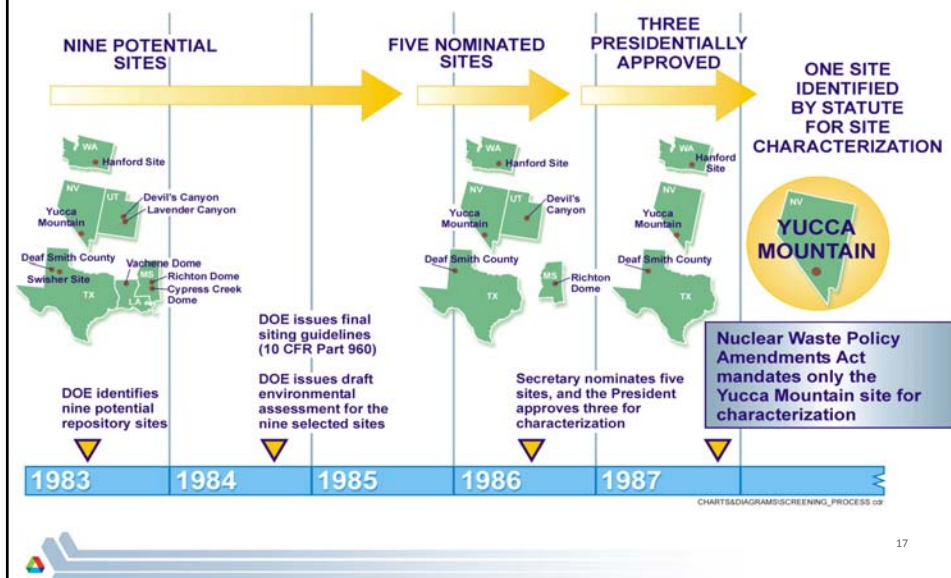 NINE POTENTIAL
SITES
FIVE NOMINATED
SITES
THREE
PRESIDENTIALLY
APPROVED
ONE SITE
IDENTIFIED
BY STATUTE
FOR SITE
CHARACTERIZATION
WA
Hanford Site
NV
UT
Devil's Canyon
Lavender Canyon
Yucca
Mountain
Deaf Smith County
Swisher Site
TX
Vachene Dome
MS
Richton Dome
Cypress Creek
Dome
LA
WA
Hanford Site
NV
UT
Devil's
Canyon
Yucca
Mountain
Deaf Smith County
TX
MS
Richton
Dome
WA
Hanford
Site
NV
Yucca
Mountain
Deaf Smith County
TX
NV
YUCCA
MOUNTAIN
DOE identifies
nine potential
repository sites
DOE issues final
siting guidelines
(10 CFR Part 960)
DOE issues draft
environmental
assessment for the
nine selected sites
Secretary nominates five
sites, and the President
approves three for
characterization
Nuclear Waste Policy
Amendments Act
mandates only the
Yucca Mountain site for
characterization
1983
1984
1985
1986
1987
CHARTS&DIAGRAMS\SCREENING_PROCESS.cdr
17